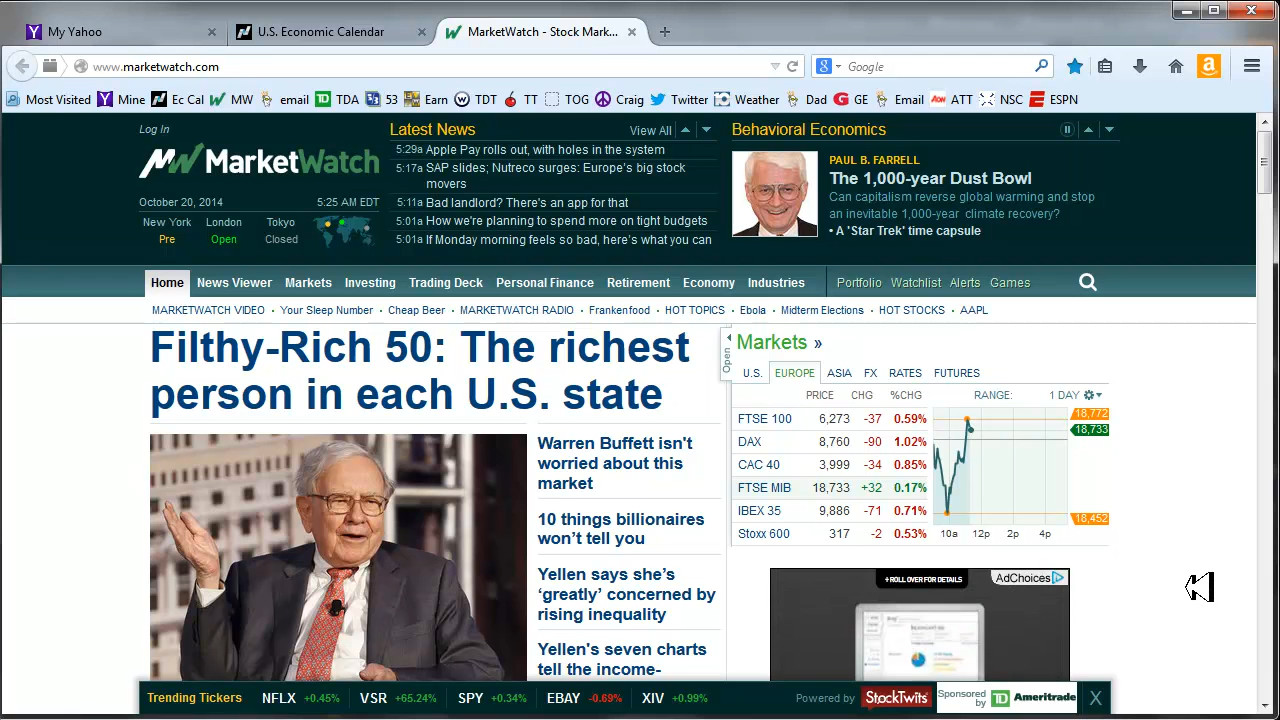 My Yahoo
U.S. Economic Calendar
MarketWatch - Stock Mark...
www.marketwatch.com
Google
Most Visited Mine Ec Cal MW email TDA 53 Earn TDT TT TOG Craig Twitter Weather Dad GE Email ATT NSC ESPN
Log In
MarketWatch
October 20, 2014 5:25 AM EDT
New York London Tokyo
Pre Open Closed
Latest News View All
5:29a Apple Pay rolls out, with holes in the system
5:17a SAP slides; Nutreco surges: Europe's big stock
movers
5:11a Bad landlord? There's an app for that
5:01a How we're planning to spend more on tight budgets
5:01a If Monday morning feels so bad, here's what you can
Behavioral Economics
PAUL B. FARRELL
The 1,000-year Dust Bowl
Can capitalism reverse global warming and stop
an inevitable 1,000-year climate recovery?
• A 'Star Trek' time capsule
Home News Viewer Markets Investing Trading Deck Personal Finance Retirement Economy Industries Portfolio Watchlist Alerts Games
MARKETWATCH VIDEO • Your Sleep Number • Cheap Beer • MARKETWATCH RADIO • Frankenfood • HOT TOPICS • Ebola • Midterm Elections • HOT STOCKS • AAPL
Filthy-Rich 50: The richest
person in each U.S. state
Warren Buffett isn't
worried about this
market
10 things billionaires
won't tell you
Yellen says she's
'greatly' concerned by
rising inequality
Yellen's seven charts
tell the income-
Open
Markets »
U.S. EUROPE ASIA FX RATES FUTURES
PRICE CHG %CHG RANGE: 1 DAY
FTSE 100 6,273 -37 0.59%
DAX 8,760 -90 1.02%
CAC 40 3,999 -34 0.85%
FTSE MIB 18,733 +32 0.17%
IBEX 35 9,886 -71 0.71%
Stoxx 600 317 -2 0.53%
18,772
18,733
18,452
10a 12p 2p 4p
+ROLL OVER FOR DETAILS
AdChoices
Trending Tickers NFLX +0.45% VSR +65.24% SPY +0.34% EBAY -0.69% XIV +0.99% Powered by STOCKTWITS Sponsored by TD Ameritrade X